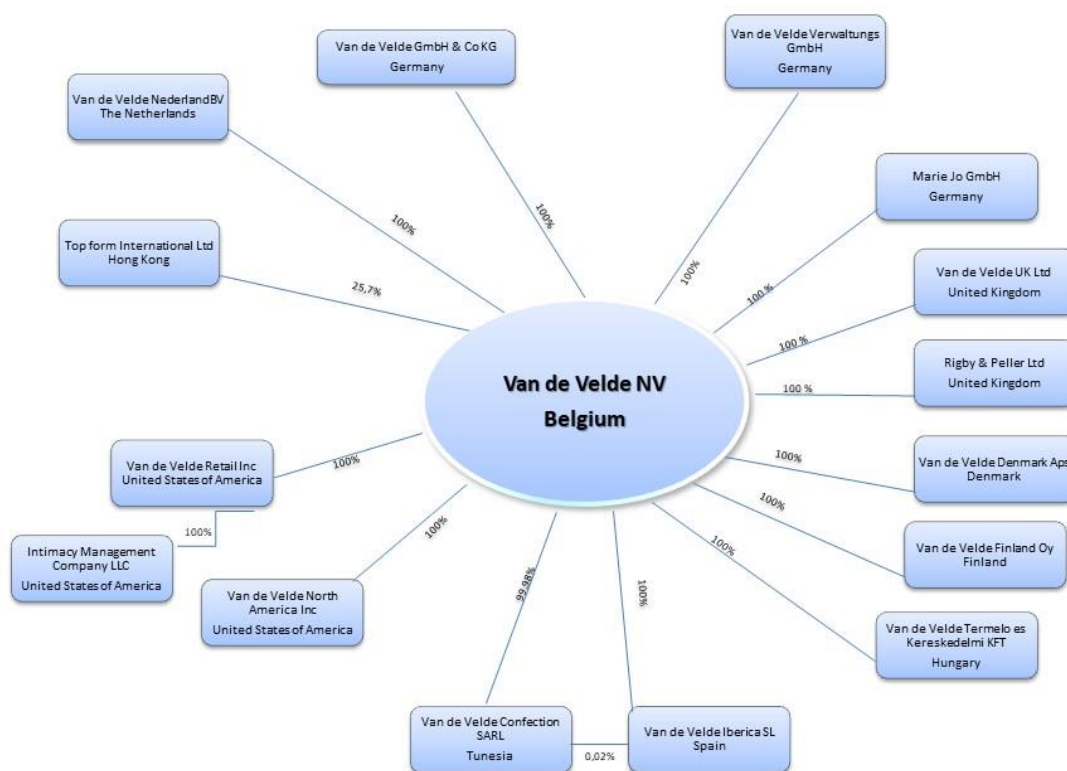 Van de Velde GmbH & Co KG
Germany
Van de Velde Verwaltungs
GmbH
Germany
Van de Velde Nederland BV
The Netherlands
Marie Jo GmbH
Germany
100%
100%
Top form International Ltd
Hong Kong
100%
25,7%
100 %
Van de Velde UK Ltd
United Kingdom
100 %
Van de Velde NV
Belgium
100 %
Rigby & Peller Ltd
United Kingdom
Van de Velde Retail Inc
United States of America
100%
100%
Van de Velde Denmark Aps
Denmark
100%
Intimacy Management
Company LLC
United States of America
100%
100%
Van de Velde Finland Oy
Finland
Van de Velde North
America Inc
United States of America
99,98%
100%
100%
Van de Velde Termelo es
Kereskedelmi KFT
Hungary
Van de Velde Confection
SARL
Tunesia
0,02%
Van de Velde Iberica SL
Spain